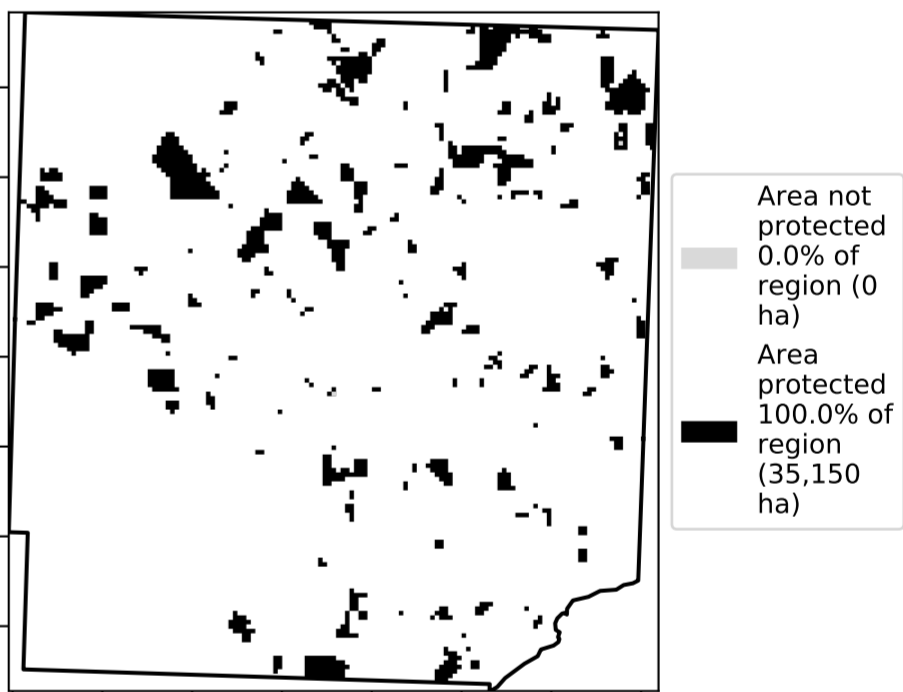 Area not
protected
0.0% of
region (0
ha)
Area
protected
100.0% of
region
(35,150
ha)